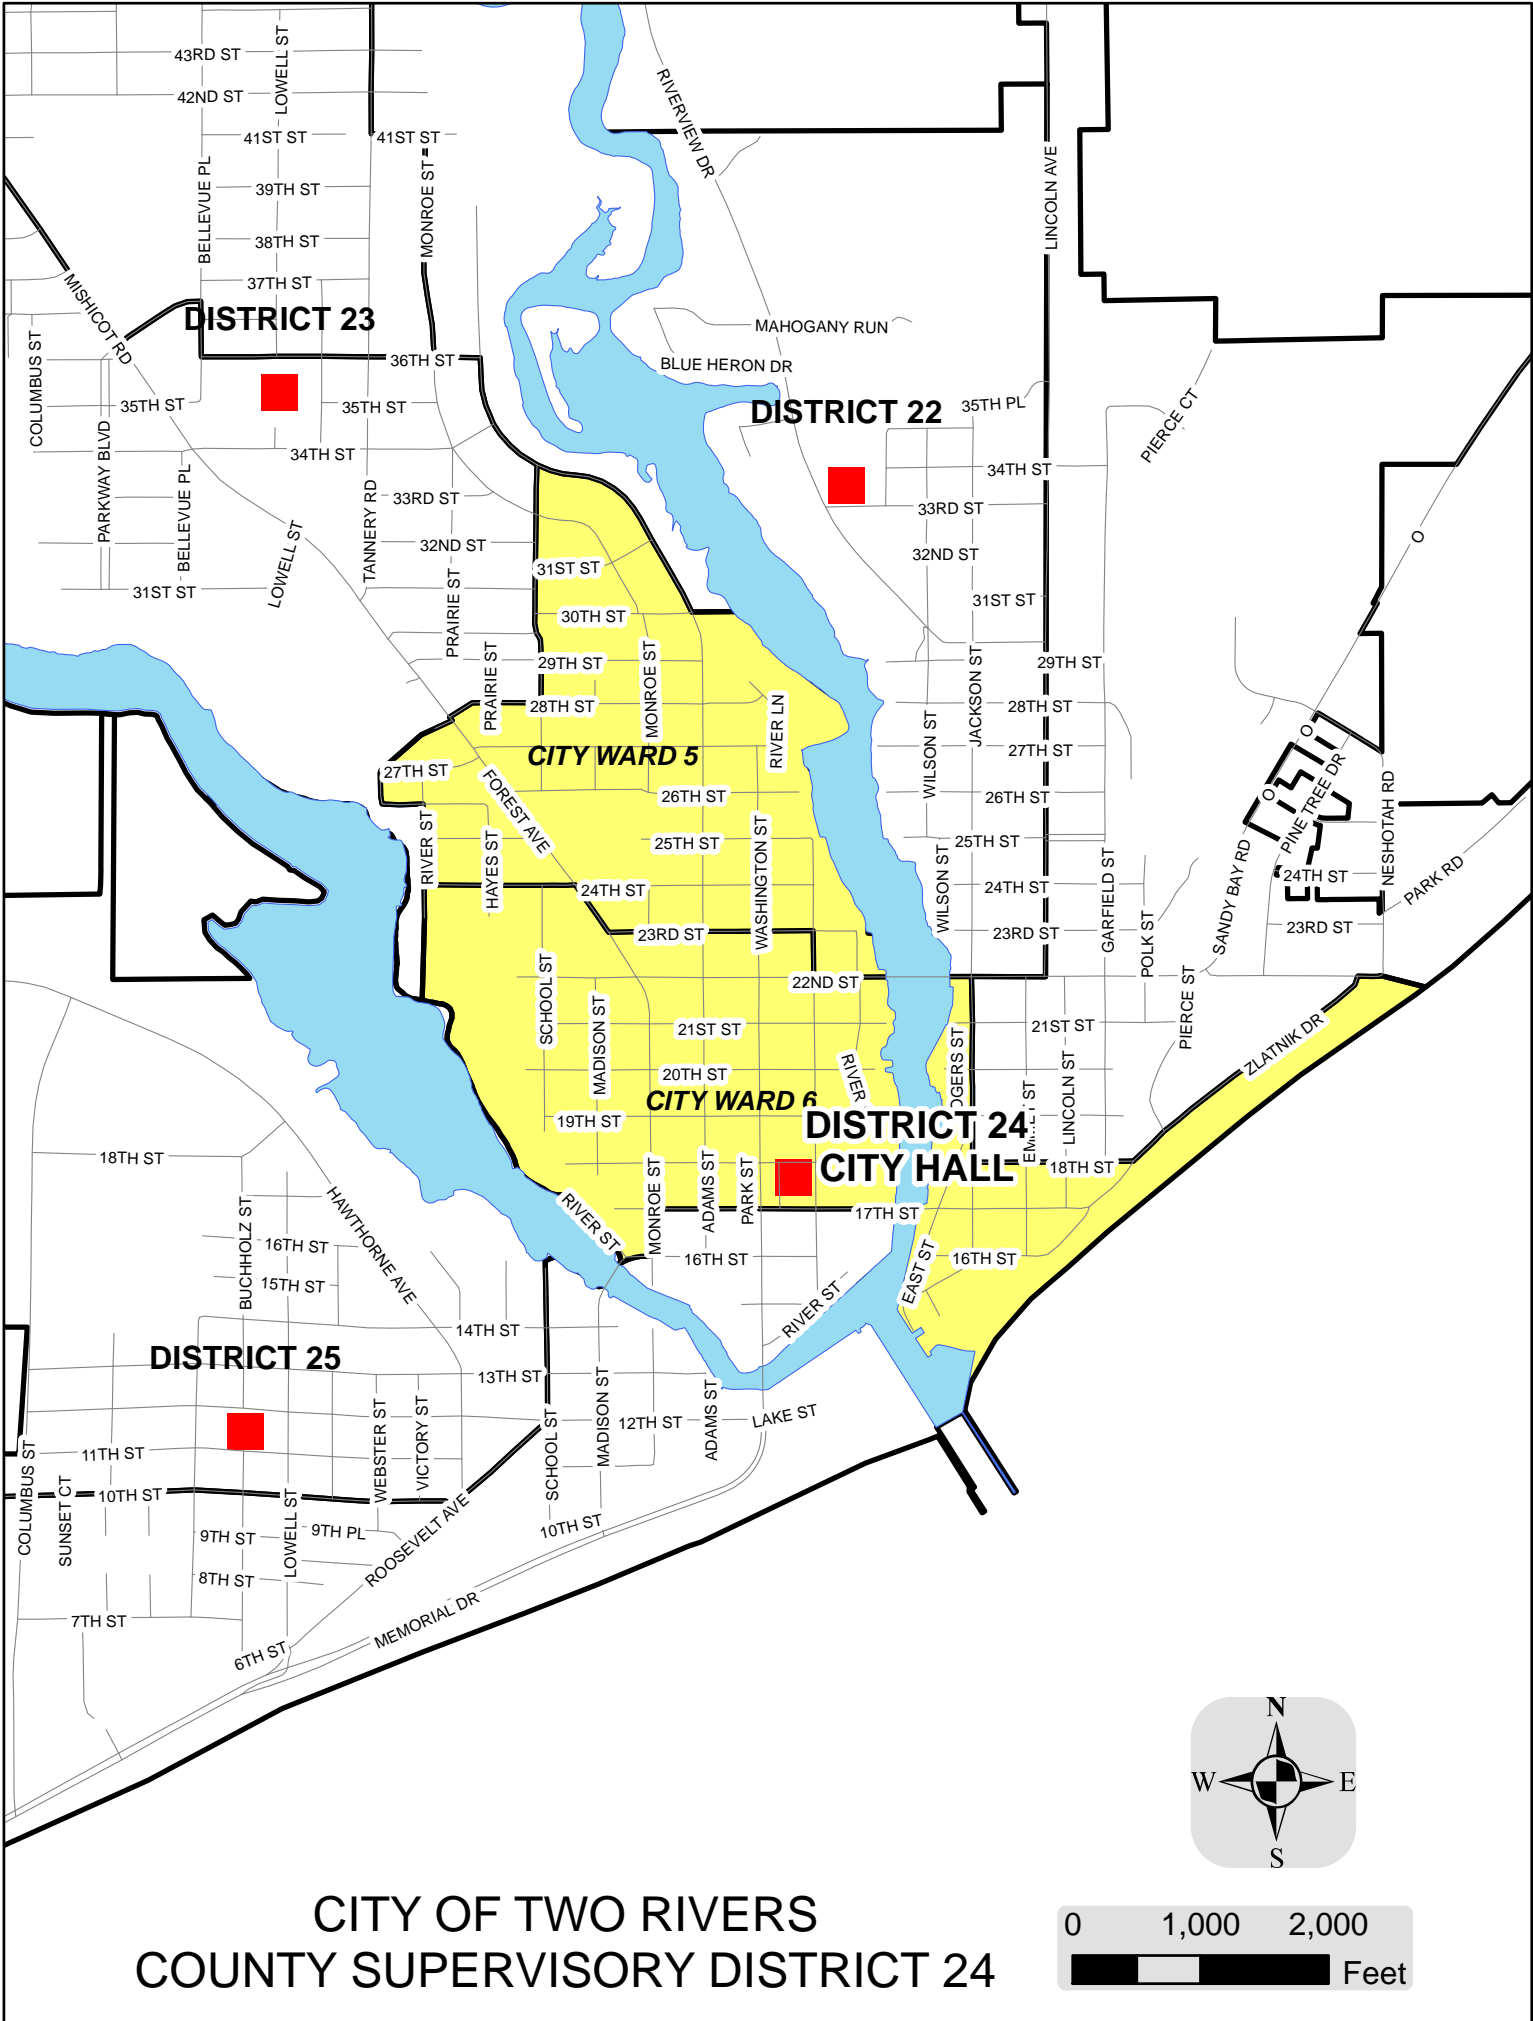 43RD ST
LOWELL ST
42ND ST
41ST ST
41ST ST
RIVERVIEW DR
BELLEVUE PL
39TH ST
MONROE ST
LINCOLN AVE
38TH ST
37TH ST
MISHICOT RD
DISTRICT 23
MAHOGANY RUN
COLUMBUS ST
36TH ST
BLUE HERON DR
35TH ST
35TH ST
DISTRICT 22
35TH PL
PIERCE CT
PARKWAY BLVD
34TH ST
34TH ST
BELLEVUE PL
TANNERY RD
33RD ST
33RD ST
LOWELL ST
32ND ST
32ND ST
O
31ST ST
31ST ST
PRAIRIE ST
31ST ST
30TH ST
PRAIRIE ST
29TH ST
MONROE ST
29TH ST
28TH ST
RIVER LN
WILSON ST
JACKSON ST
28TH ST
CITY WARD 5
27TH ST
O
27TH ST
FOREST AVE
26TH ST
26TH ST
O
PINE TREE DR
NESHOTAH RD
RIVER ST
HAYES ST
25TH ST
WASHINGTON ST
25TH ST
24TH ST
WILSON ST
24TH ST
GARFIELD ST
SANDY BAY RD
24TH ST
PARK RD
23RD ST
23RD ST
POLK ST
23RD ST
SCHOOL ST
22ND ST
MADISON ST
21ST ST
21ST ST
PIERCE ST
ZLATNIK DR
20TH ST
RIVER
DGERS ST
LINCOLN ST
CITY WARD 6
19TH ST
DISTRICT 24
CITY HALL
18TH ST
18TH ST
HAWTHORNE AVE
BUCHHOLZ ST
RIVER ST
MONROE ST
ADAMS ST
PARK ST
17TH ST
16TH ST
16TH ST
EAST ST
16TH ST
15TH ST
RIVER ST
14TH ST
DISTRICT 25
13TH ST
MADISON ST
ADAMS ST
12TH ST
LAKE ST
WEBSTER ST
VICTORY ST
SCHOOL ST
11TH ST
COLUMBUS ST
SUNSET CT
10TH ST
LOWELL ST
9TH ST
9TH PL
ROOSEVELT AVE
10TH ST
8TH ST
7TH ST
MEMORIAL DR
6TH ST
N
W
E
S
CITY OF TWO RIVERS
COUNTY SUPERVISORY DISTRICT 24
0 1,000 2,000
Feet